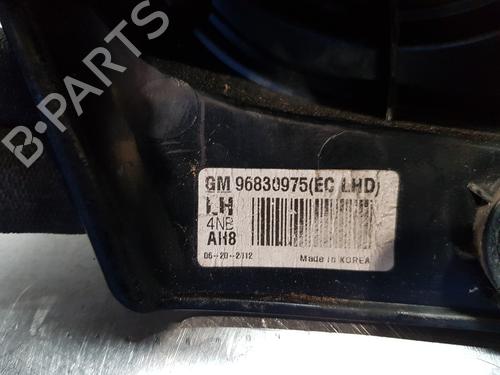 B-PARTS
GM 96830975(EC LHD)
LH
4NB
AH8
06-20-2012
Made in KOREA